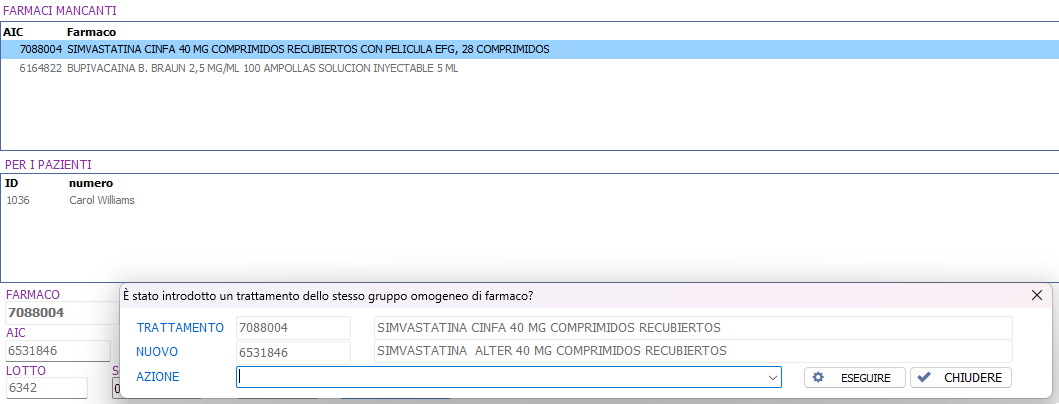 FARMACI MANCANTI
AIC Farmaco
7088004 SIMVASTATINA CINFA 40 MG COMPRIMIDOS RECUBIERTOS CON PELICULA EFG, 28 COMPRIMIDOS
6164822 BUPIVACAINA B. BRAUN 2,5 MG/ML 100 AMPOLLAS SOLUCION INYECTABLE 5 ML
PER I PAZIENTI
ID numero
1036 Carol Williams
FARMACO
7088004
AIC
6531846
LOTTO
6342
È stato introdotto un trattamento dello stesso gruppo omogeneo di farmaco?
TRATTAMENTO 7088004 SIMVASTATINA CINFA 40 MG COMPRIMIDOS RECUBIERTOS
NUOVO 6531846 SIMVASTATINA ALTER 40 MG COMPRIMIDOS RECUBIERTOS
AZIONE ESEGUIRE CHIUDERE